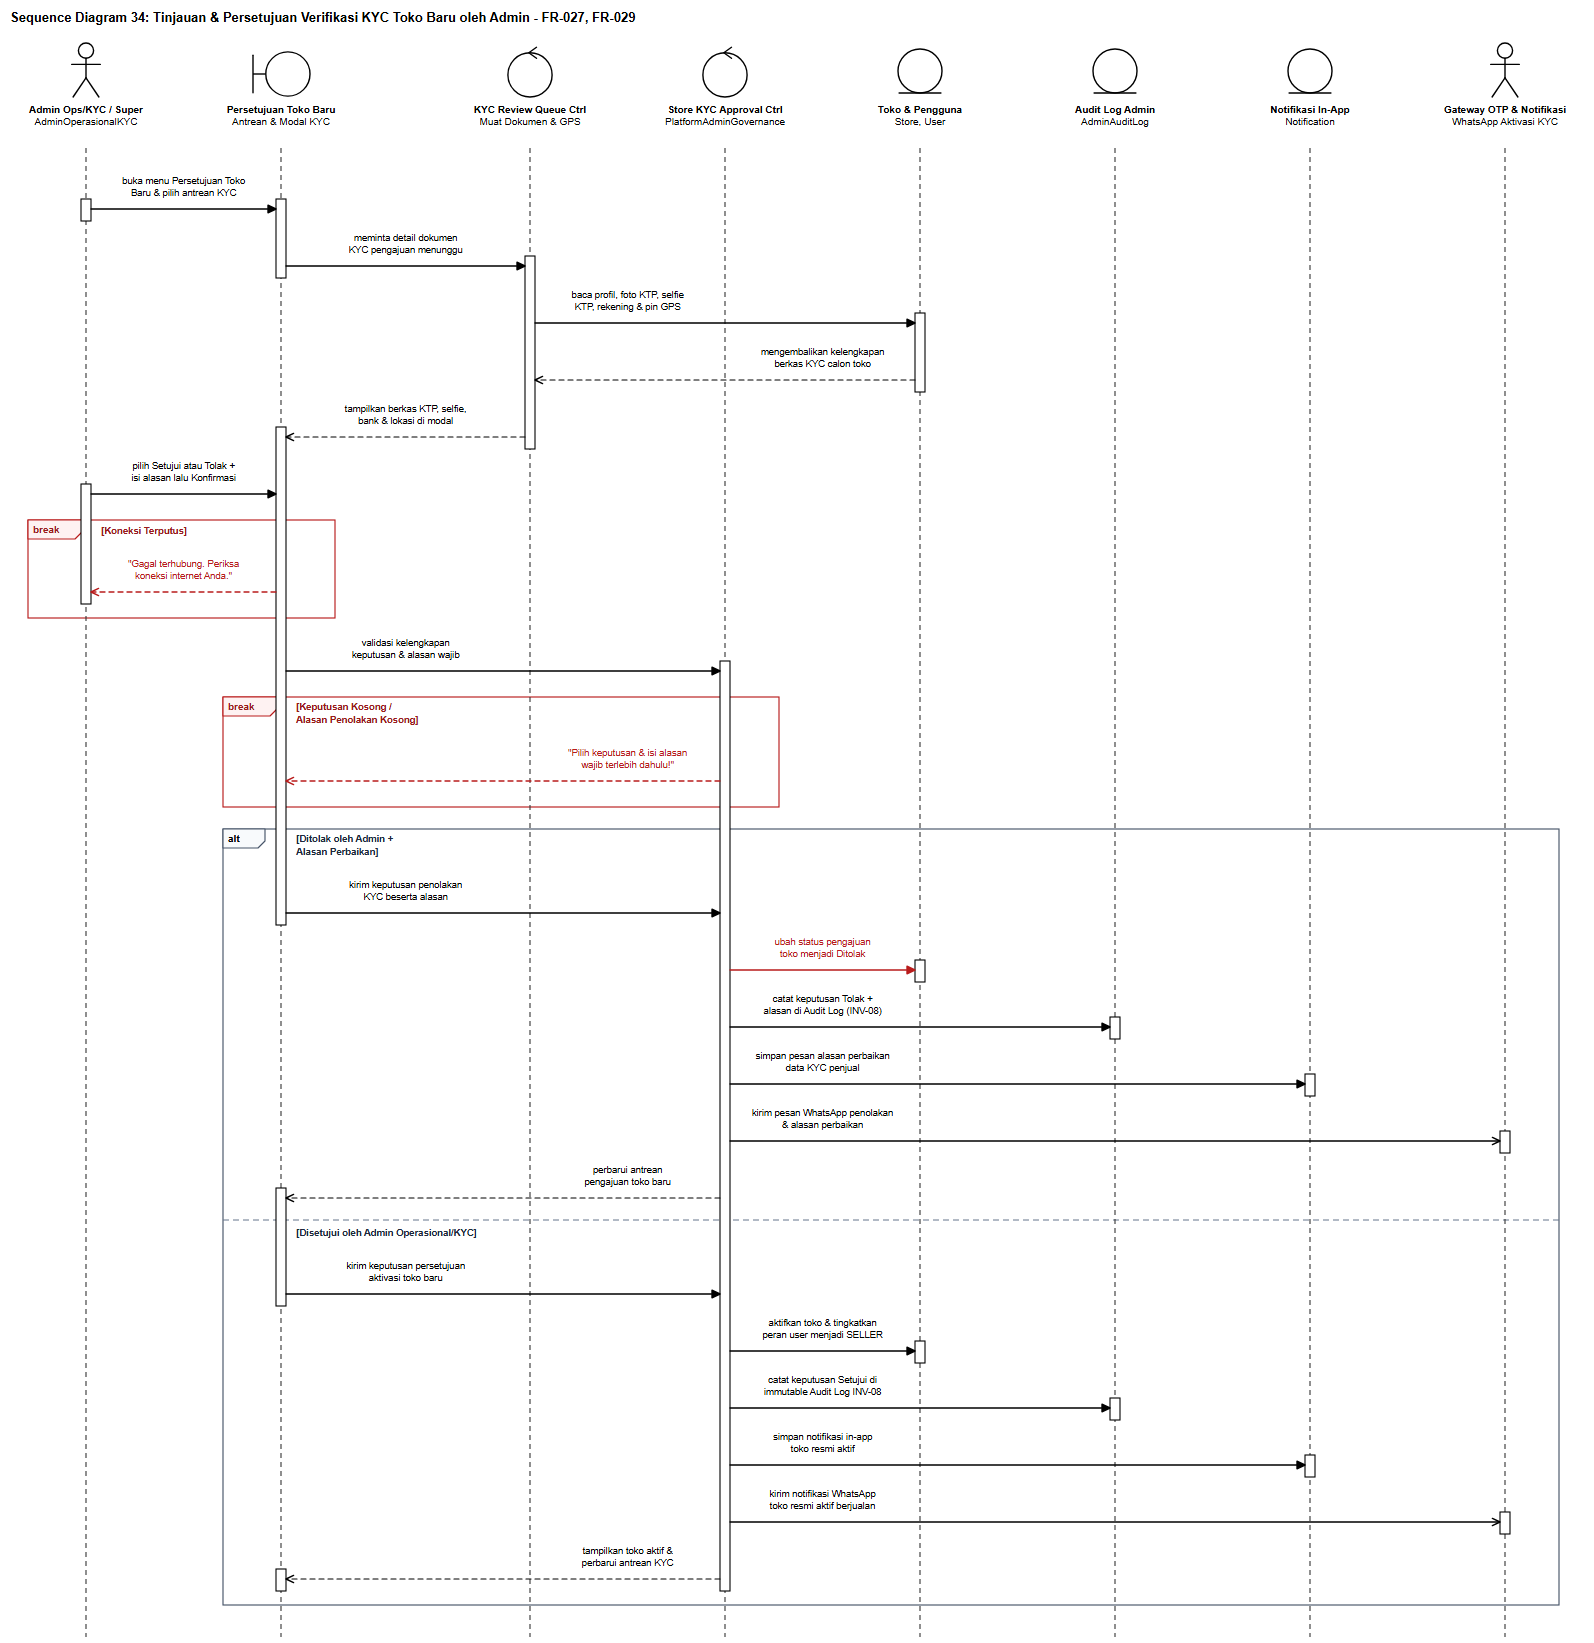 Sequence Diagram 34: Tinjauan & Persetujuan Verifikasi KYC Toko Baru oleh Admin - FR-027, FR-029
Admin Ops/KYC / Super
AdminOperasionalKYC
Persetujuan Toko Baru
Antrean & Modal KYC
KYC Review Queue Ctrl
Muat Dokumen & GPS
Store KYC Approval Ctrl
PlatformAdminGovernance
Toko & Pengguna
Store, User
Audit Log Admin
AdminAuditLog
Notifikasi In-App
Notification
Gateway OTP & Notifikasi
WhatsApp Aktivasi KYC
buka menu Persetujuan Toko
Baru & pilih antrean KYC
meminta detail dokumen
KYC pengajuan menunggu
baca profil, foto KTP, selfie
KTP, rekening & pin GPS
mengembalikan kelengkapan
berkas KYC calon toko
tampilkan berkas KTP, selfie,
bank & lokasi di modal
pilih Setujui atau Tolak +
isi alasan lalu Konfirmasi
break
[Koneksi Terputus]
"Gagal terhubung. Periksa
koneksi internet Anda."
validasi kelengkapan
keputusan & alasan wajib
break
[Keputusan Kosong /
Alasan Penolakan Kosong]
"Pilih keputusan & isi alasan
wajib terlebih dahulu!"
alt
[Ditolak oleh Admin +
Alasan Perbaikan]
kirim keputusan penolakan
KYC beserta alasan
ubah status pengajuan
toko menjadi Ditolak
catat keputusan Tolak +
alasan di Audit Log (INV-08)
simpan pesan alasan perbaikan
data KYC penjual
kirim pesan WhatsApp penolakan
& alasan perbaikan
perbarui antrean
pengajuan toko baru
[Disetujui oleh Admin Operasional/KYC]
kirim keputusan persetujuan
aktivasi toko baru
aktifkan toko & tingkatkan
peran user menjadi SELLER
catat keputusan Setujui di
immutable Audit Log INV-08
simpan notifikasi in-app
toko resmi aktif
kirim notifikasi WhatsApp
toko resmi aktif berjualan
tampilkan toko aktif &
perbarui antrean KYC